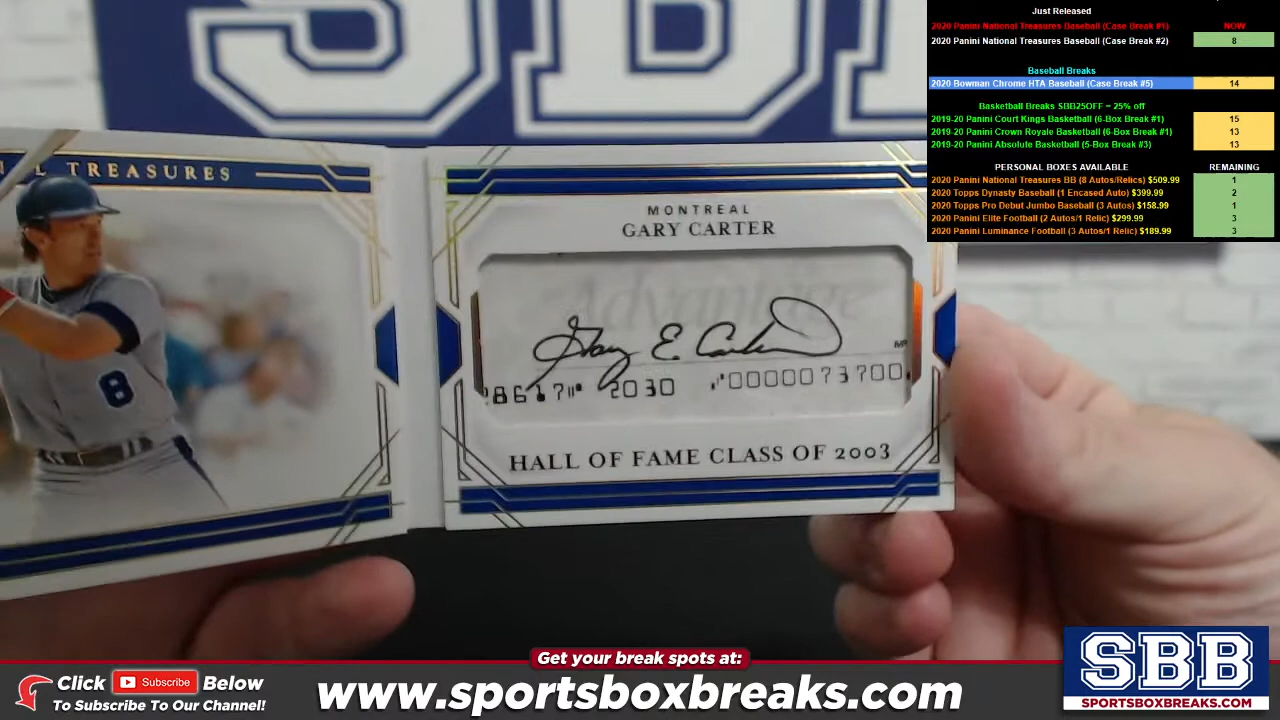 SBB
Just Released
2020 Panini National Treasures Baseball (Case Break #1) NOW
2020 Panini National Treasures Baseball (Case Break #2) 8
Baseball Breaks
2020 Bowman Chrome HTA Baseball (Case Break #5) 14
Basketball Breaks SBB25OFF = 25% off
2019-20 Panini Court Kings Basketball (6-Box Break #1) 15
2019-20 Panini Crown Royale Basketball (6-Box Break #1) 13
2019-20 Panini Absolute Basketball (5-Box Break #3) 13
PERSONAL BOXES AVAILABLE REMAINING
2020 Panini National Treasures BB (8 Autos/Relics) $509.99 1
2020 Topps Dynasty Baseball (1 Encased Auto) $399.99 2
2020 Topps Pro Debut Jumbo Baseball (3 Autos) $158.99 1
2020 Panini Elite Football (2 Autos/1 Relic) $299.99 3
2020 Panini Luminance Football (3 Autos/1 Relic) $189.99 3
TREASURES
8
MONTREAL
GARY CARTER
Advantage
Gary E. Carter
MP
8617⑈ 2030 ⑈0000073700
HALL OF FAME CLASS OF 2003
Get your break spots at:
Click Subscribe Below
To Subscribe To Our Channel!
www.sportsboxbreaks.com
SBB
SPORTSBOXBREAKS.COM